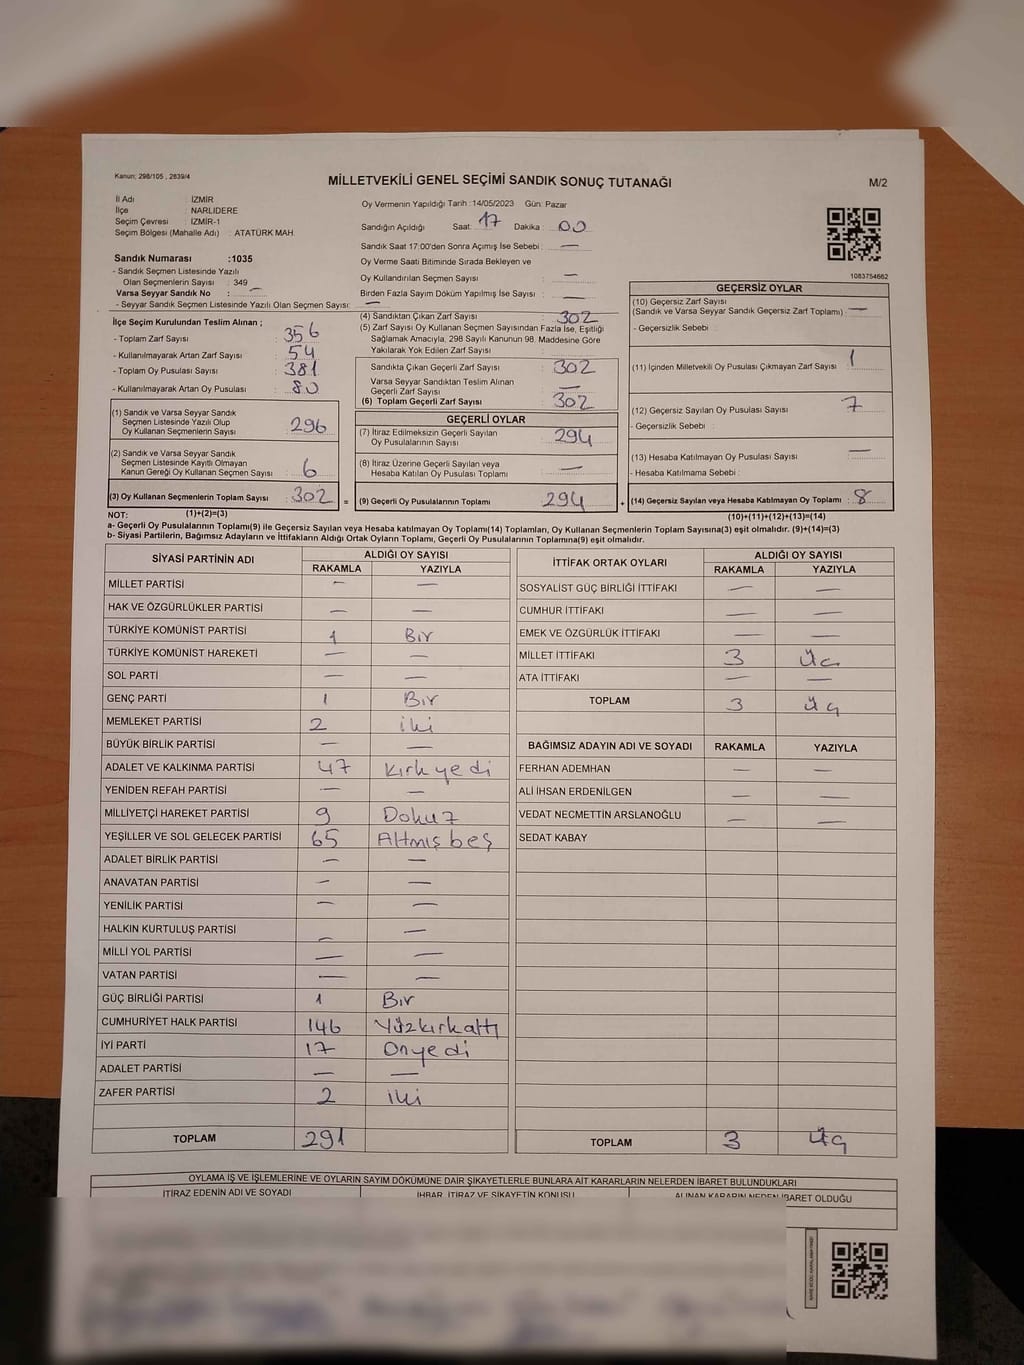 Kanun: 298/105 , 2839/4
MİLLETVEKİLİ GENEL SEÇİMİ SANDIK SONUÇ TUTANAĞI
M/2
İl Adı : İZMİR
İlçe : NARLIDERE
Seçim Çevresi : İZMİR-1
Seçim Bölgesi (Mahalle Adı) : ATATÜRK MAH.
Sandık Numarası :1035
- Sandık Seçmen Listesinde Yazılı
Olan Seçmenlerin Sayısı : 349
Varsa Seyyar Sandık No : —
- Seyyar Sandık Seçmen Listesinde Yazılı Olan Seçmen Sayısı: —
Oy Vermenin Yapıldığı Tarih :14/05/2023 Gün: Pazar
Sandığın Açıldığı Saat: 17 Dakika : 00
Sandık Saat 17:00'den Sonra Açımış İse Sebebi : —
Oy Verme Saati Bitiminde Sırada Bekleyen ve
Oy Kullandırılan Seçmen Sayısı : —
Birden Fazla Sayım Döküm Yapılmış İse Sayısı : —
1083754662
İlçe Seçim Kurulundan Teslim Alınan ;
- Toplam Zarf Sayısı : 356
- Kullanılmayarak Artan Zarf Sayısı : 54
- Toplam Oy Pusulası Sayısı : 381
- Kullanılmayarak Artan Oy Pusulası : 80
(1) Sandık ve Varsa Seyyar Sandık
Seçmen Listesinde Yazılı Olup
Oy Kullanan Seçmenlerin Sayısı : 296
(2) Sandık ve Varsa Seyyar Sandık
Seçmen Listesinde Kayıtlı Olmayan
Kanun Gereği Oy Kullanan Seçmen Sayısı : 6
(3) Oy Kullanan Seçmenlerin Toplam Sayısı : 302
(4) Sandıktan Çıkan Zarf Sayısı : 302
(5) Zarf Sayısı Oy Kullanan Seçmen Sayısından Fazla İse, Eşitliği
Sağlamak Amacıyla, 298 Sayılı Kanunun 98. Maddesine Göre
Yakılarak Yok Edilen Zarf Sayısı :
Sandıkta Çıkan Geçerli Zarf Sayısı : 302
Varsa Seyyar Sandıktan Teslim Alınan
Geçerli Zarf Sayısı : —
(6) Toplam Geçerli Zarf Sayısı : 302
GEÇERLİ OYLAR
(7) İtiraz Edilmeksizin Geçerli Sayılan
Oy Pusulalarının Sayısı : 294
(8) İtiraz Üzerine Geçerli Sayılan veya
Hesaba Katılan Oy Pusulası Toplamı : —
= (9) Geçerli Oy Pusulalarının Toplamı : 294
GEÇERSİZ OYLAR
(10) Geçersiz Zarf Sayısı
(Sandık ve Varsa Seyyar Sandık Geçersiz Zarf Toplamı) —
- Geçersizlik Sebebi :
(11) İçinden Milletvekili Oy Pusulası Çıkmayan Zarf Sayısı : 1
(12) Geçersiz Sayılan Oy Pusulası Sayısı : 7
- Geçersizlik Sebebi :
(13) Hesaba Katılmayan Oy Pusulası Sayısı : —
- Hesaba Katılmama Sebebi :
+ (14) Geçersiz Sayılan veya Hesaba Katılmayan Oy Toplamı : 8
NOT: (1)+(2)=(3)
(10)+(11)+(12)+(13)=(14)
a- Geçerli Oy Pusulalarının Toplamı(9) ile Geçersiz Sayılan veya Hesaba katılmayan Oy Toplamı(14) Toplamları, Oy Kullanan Seçmenlerin Toplam Sayısına(3) eşit olmalıdır. (9)+(14)=(3)
b- Siyasi Partilerin, Bağımsız Adayların ve İttifakların Aldığı Ortak Oyların Toplamı, Geçerli Oy Pusulalarının Toplamına(9) eşit olmalıdır.
SİYASİ PARTİNİN ADI ALDIĞI OY SAYISI
RAKAMLA YAZIYLA
MİLLET PARTİSİ — —
HAK VE ÖZGÜRLÜKLER PARTİSİ — —
TÜRKİYE KOMÜNİST PARTİSİ 1 Bir
TÜRKİYE KOMÜNİST HAREKETİ — —
SOL PARTİ — —
GENÇ PARTİ 1 Bir
MEMLEKET PARTİSİ 2 iki
BÜYÜK BİRLİK PARTİSİ — —
ADALET VE KALKINMA PARTİSİ 47 kırkyedi
YENİDEN REFAH PARTİSİ — —
MİLLİYETÇİ HAREKET PARTİSİ 9 Dokuz
YEŞİLLER VE SOL GELECEK PARTİSİ 65 Altmışbeş
ADALET BİRLİK PARTİSİ — —
ANAVATAN PARTİSİ — —
YENİLİK PARTİSİ — —
HALKIN KURTULUŞ PARTİSİ — —
MİLLİ YOL PARTİSİ — —
VATAN PARTİSİ — —
GÜÇ BİRLİĞİ PARTİSİ 1 Bir
CUMHURİYET HALK PARTİSİ 146 Yüzkırkaltı
İYİ PARTİ 17 Onyedi
ADALET PARTİSİ — —
ZAFER PARTİSİ 2 iki
TOPLAM 291
İTTİFAK ORTAK OYLARI ALDIĞI OY SAYISI
RAKAMLA YAZIYLA
SOSYALİST GÜÇ BİRLİĞİ İTTİFAKI — —
CUMHUR İTTİFAKI — —
EMEK VE ÖZGÜRLÜK İTTİFAKI — —
MİLLET İTTİFAKI 3 Üç
ATA İTTİFAKI — —
TOPLAM 3 Üç
BAĞIMSIZ ADAYIN ADI VE SOYADI RAKAMLA YAZIYLA
FERHAN ADEMHAN — —
ALİ İHSAN ERDENİLGEN — —
VEDAT NECMETTİN ARSLANOĞLU — —
SEDAT KABAY
TOPLAM 3 Üç
OYLAMA İŞ VE İŞLEMLERİNE VE OYLARIN SAYIM DÖKÜMÜNE DAİR ŞİKAYETLERLE BUNLARA AİT KARARLARIN NELERDEN İBARET BULUNDUKLARI
İTİRAZ EDENİN ADI VE SOYADI İHBAR, İTİRAZ VE ŞİKAYETİN KONUSU ALINAN KARARIN NEDEN İBARET OLDUĞU